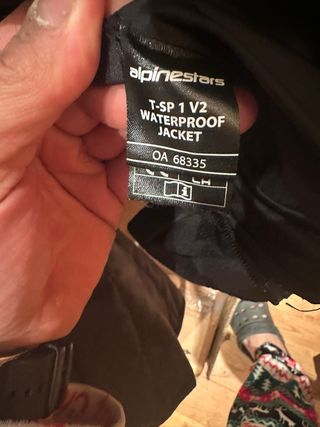 alpinestars
T-SP 1 V2
WATERPROOF
JACKET
OA 68335